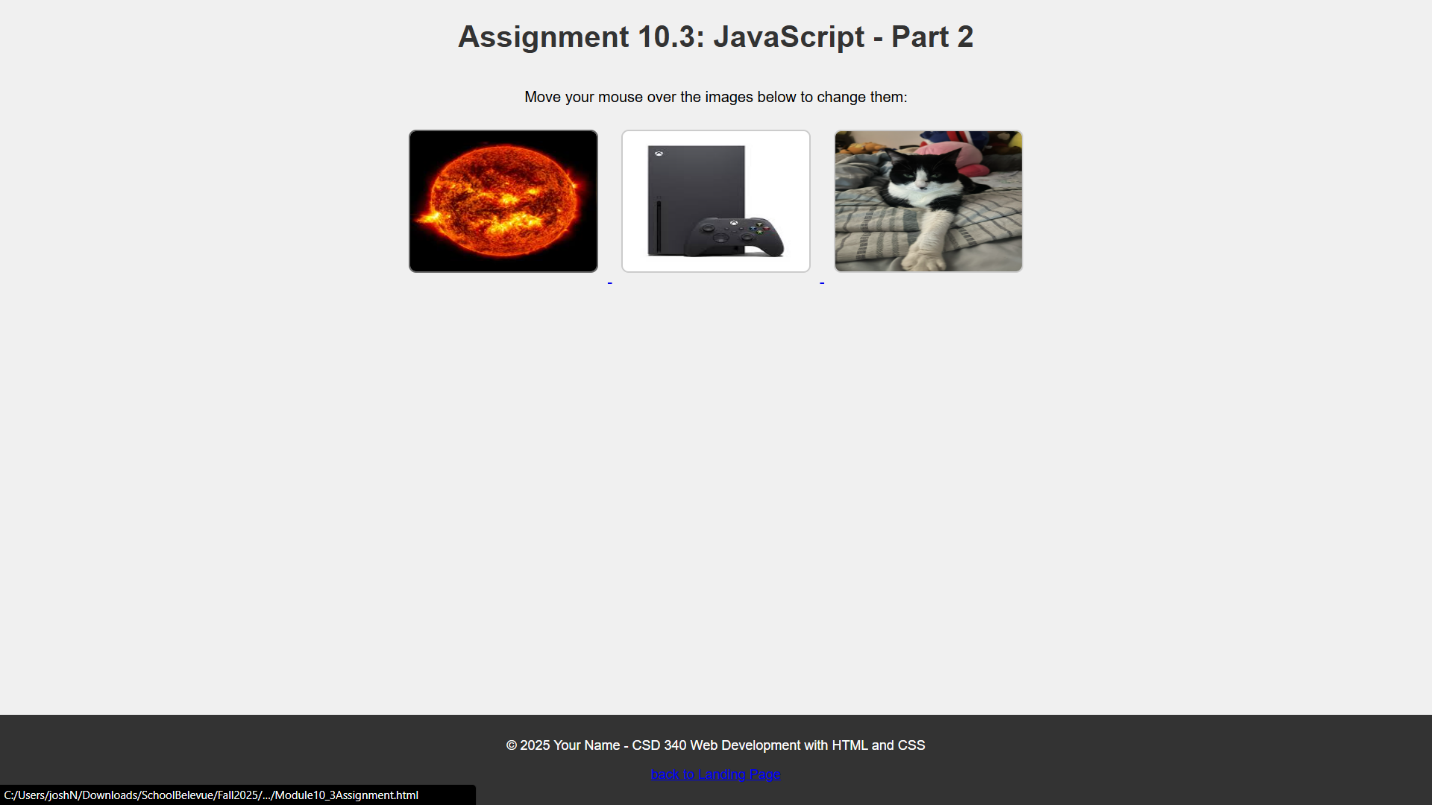 Assignment 10.3: JavaScript - Part 2
Move your mouse over the images below to change them:
© 2025 Your Name - CSD 340 Web Development with HTML and CSS
back to Landing Page
C:/Users/joshN/Downloads/SchoolBelevue/Fall2025/.../Module10_3Assignment.html